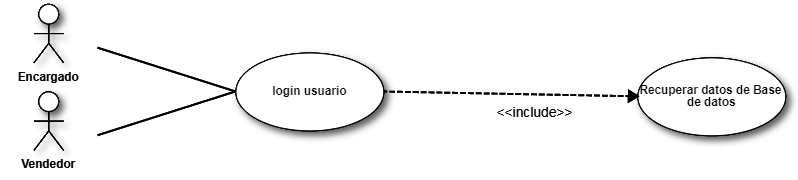 Encargado
Vendedor
login usuario
<<include>>
Recuperar datos de Base
de datos